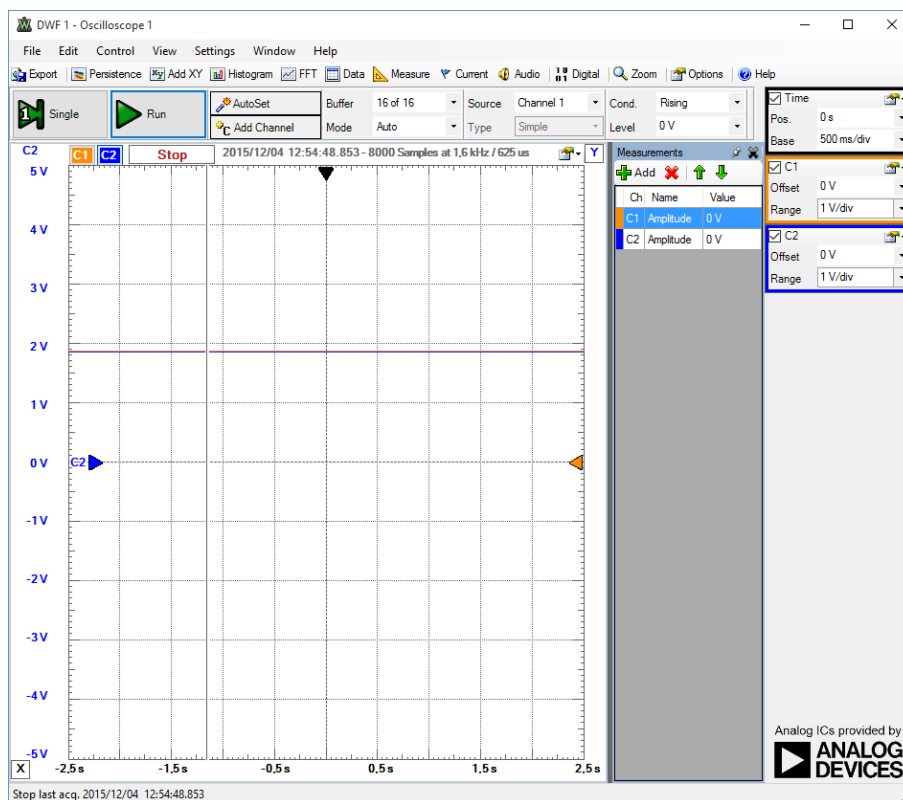 DWF 1 - Oscilloscope 1
File Edit Control View Settings Window Help
Export Persistence Add XY Histogram FFT Data Measure Current Audio Digital Zoom Options Help
1 Single Run AutoSet Buffer 16 of 16 Source Channel 1 Cond. Rising
Add Channel Mode Auto Type Simple Level 0 V
Time
Pos. 0 s
Base 500 ms/div
C1
Offset 0 V
Range 1 V/div
C2
Offset 0 V
Range 1 V/div
C2 C1 C2 Stop 2015/12/04 12:54:48.853 - 8000 Samples at 1,6 kHz / 625 us Y
5 V
4 V
3 V
2 V
1 V
0 V C2
-1 V
-2 V
-3 V
-4 V
-5 V
X -2,5 s -1,5 s -0,5 s 0,5 s 1,5 s 2,5 s
Measurements
Add
Ch Name Value
C1 Amplitude 0 V
C2 Amplitude 0 V
Analog ICs provided by
ANALOG
DEVICES
Stop last acq. 2015/12/04 12:54:48.853